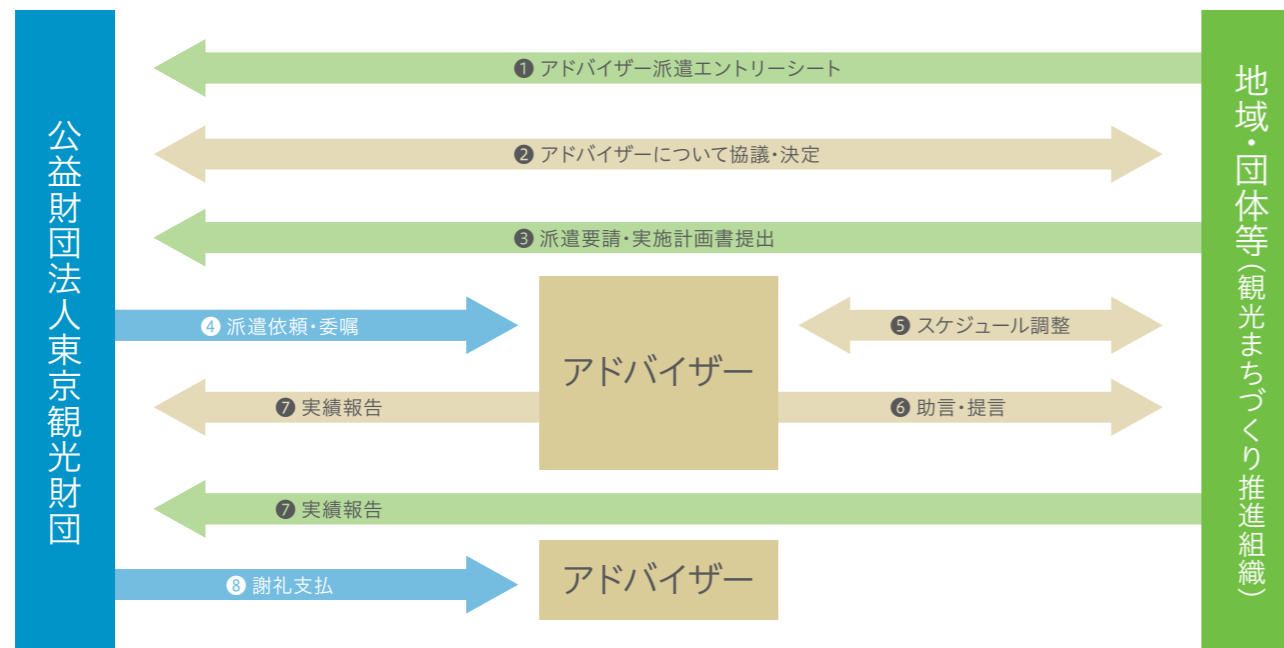 公益財団法人東京観光財団
❶ アドバイザー派遣エントリーシート
❷ アドバイザーについて協議・決定
❸ 派遣要請・実施計画書提出
❹ 派遣依頼・委嘱
アドバイザー
❺ スケジュール調整
❼ 実績報告
❻ 助言・提言
❼ 実績報告
❽ 謝礼支払
アドバイザー
地域・団体等（観光まちづくり推進組織）